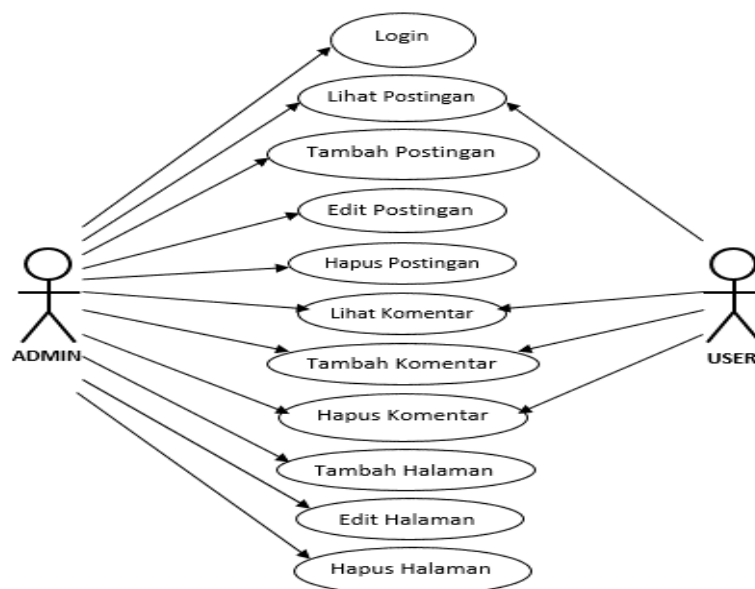 Login
Lihat Postingan
Tambah Postingan
Edit Postingan
Hapus Postingan
Lihat Komentar
ADMIN
USER
Tambah Komentar
Hapus Komentar
Tambah Halaman
Edit Halaman
Hapus Halaman